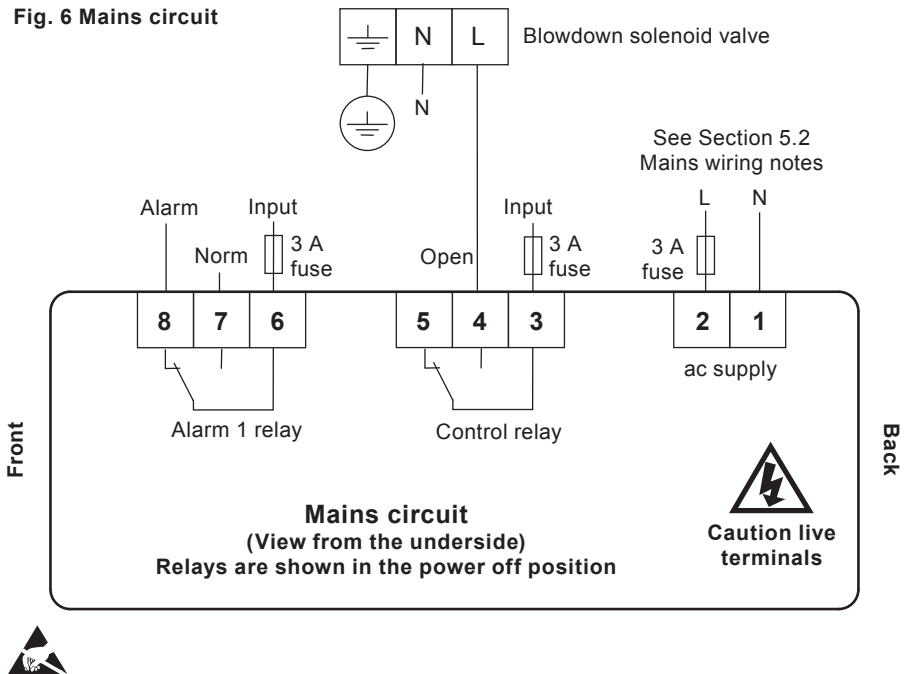 Fig. 6 Mains circuit
N L
Blowdown solenoid valve
N
See Section 5.2
Mains wiring notes
L N
Alarm
Input
Input
Norm
3 A
fuse
Open
3 A
fuse
3 A
fuse
8 7 6
5 4 3
2 1
ac supply
Alarm 1 relay
Control relay
Front
Back
Mains circuit
(View from the underside)
Relays are shown in the power off position
Caution live
terminals